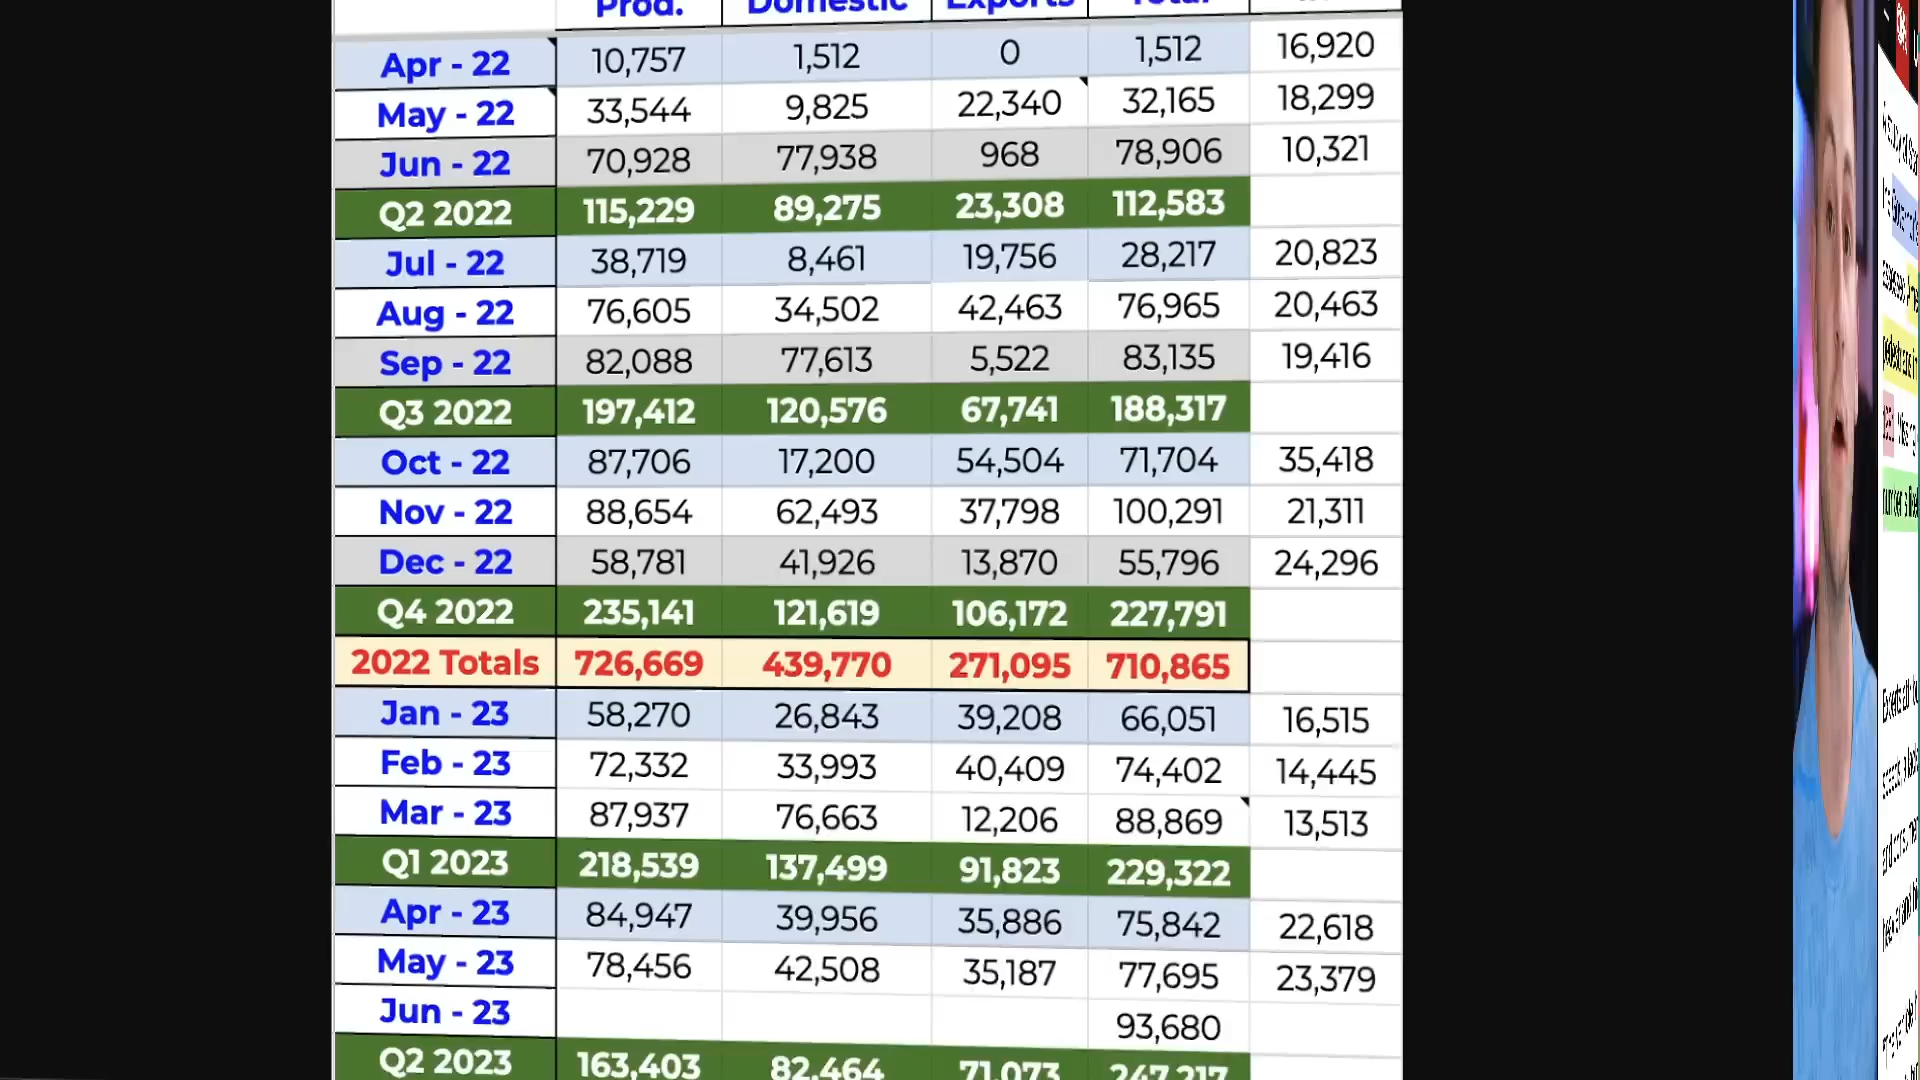 Prod. Domestic Exports Total
Apr - 22 10,757 1,512 0 1,512 16,920
May - 22 33,544 9,825 22,340 32,165 18,299
Jun - 22 70,928 77,938 968 78,906 10,321
Q2 2022 115,229 89,275 23,308 112,583
Jul - 22 38,719 8,461 19,756 28,217 20,823
Aug - 22 76,605 34,502 42,463 76,965 20,463
Sep - 22 82,088 77,613 5,522 83,135 19,416
Q3 2022 197,412 120,576 67,741 188,317
Oct - 22 87,706 17,200 54,504 71,704 35,418
Nov - 22 88,654 62,493 37,798 100,291 21,311
Dec - 22 58,781 41,926 13,870 55,796 24,296
Q4 2022 235,141 121,619 106,172 227,791
2022 Totals 726,669 439,770 271,095 710,865
Jan - 23 58,270 26,843 39,208 66,051 16,515
Feb - 23 72,332 33,993 40,409 74,402 14,445
Mar - 23 87,937 76,663 12,206 88,869 13,513
Q1 2023 218,539 137,499 91,823 229,322
Apr - 23 84,947 39,956 35,886 75,842 22,618
May - 23 78,456 42,508 35,187 77,695 23,379
Jun - 23 93,680
Q2 2023 163,403 82,464 71,073 247,217